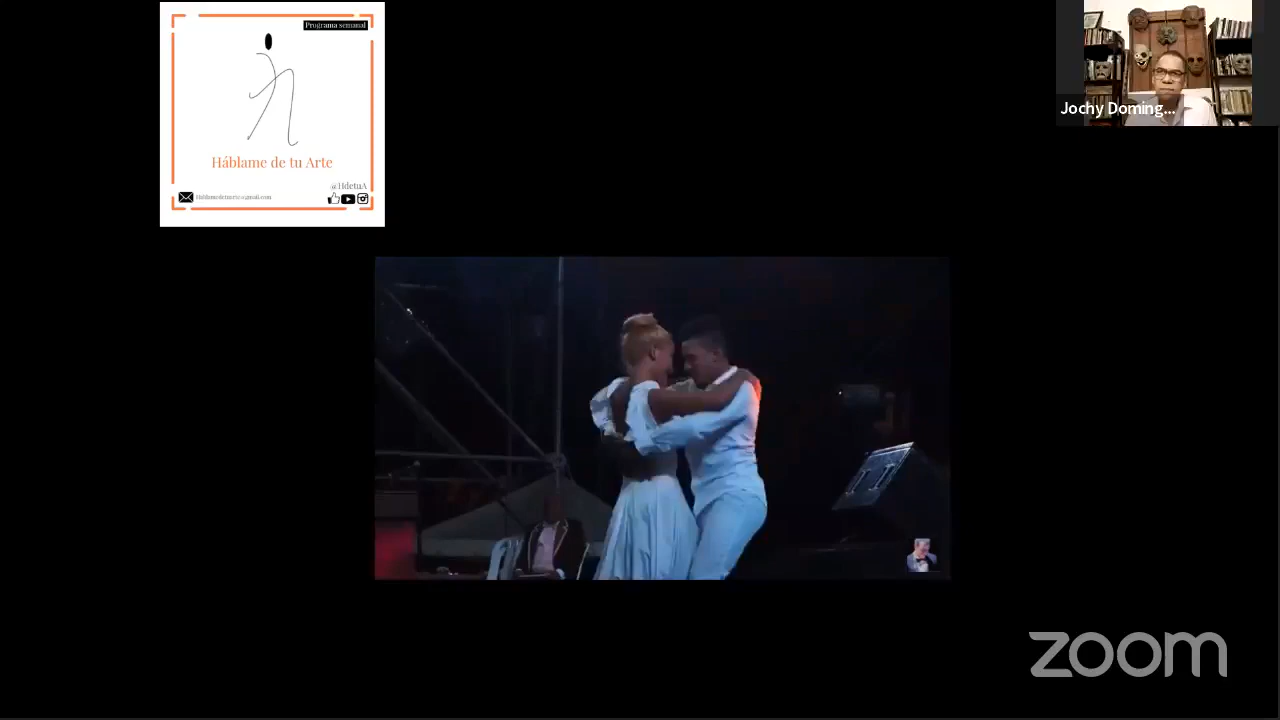 Programa semanal
Háblame de tu Arte
@HdetuA
Jochy Doming...
zoom